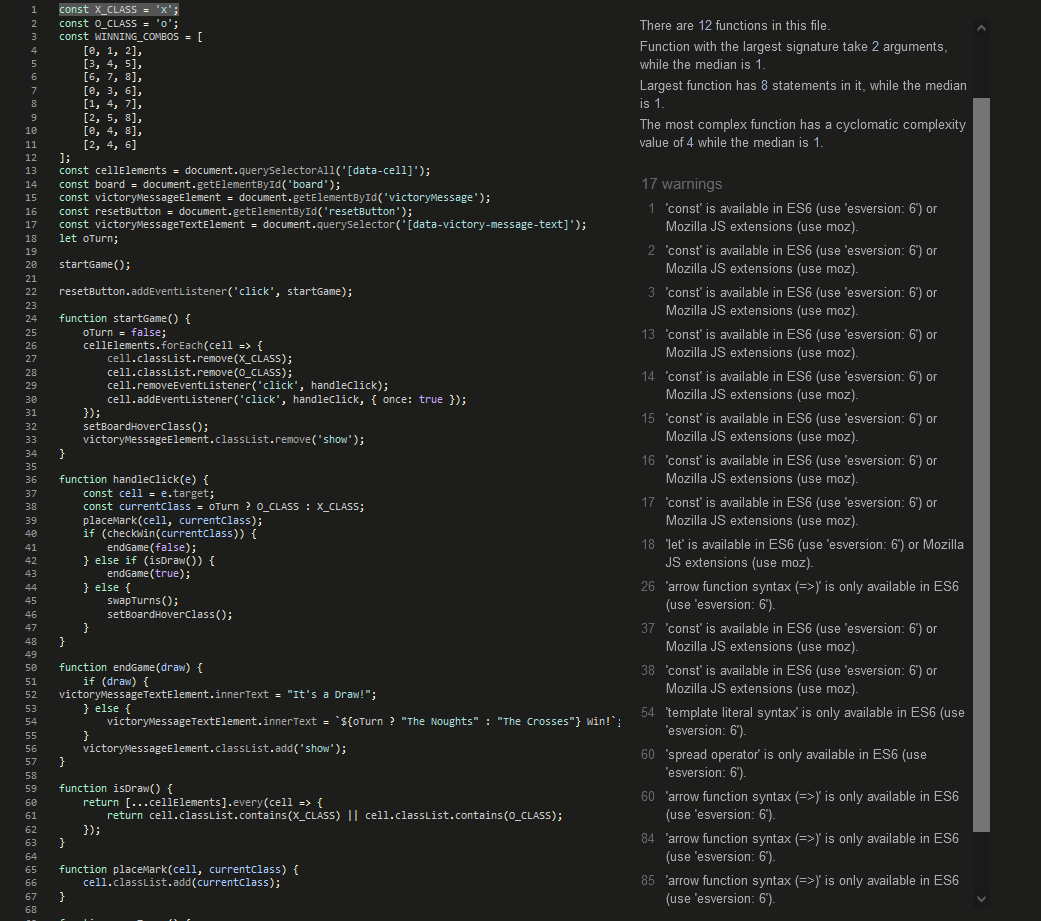 1 const X_CLASS = 'x';
2 const O_CLASS = 'o';
3 const WINNING_COMBOS = [
4 [0, 1, 2],
5 [3, 4, 5],
6 [6, 7, 8],
7 [0, 3, 6],
8 [1, 4, 7],
9 [2, 5, 8],
10 [0, 4, 8],
11 [2, 4, 6]
12 ];
13 const cellElements = document.querySelectorAll('[data-cell]');
14 const board = document.getElementById('board');
15 const victoryMessageElement = document.getElementById('victoryMessage');
16 const resetButton = document.getElementById('resetButton');
17 const victoryMessageTextElement = document.querySelector('[data-victory-message-text]');
18 let oTurn;
19
20 startGame();
21
22 resetButton.addEventListener('click', startGame);
23
24 function startGame() {
25 oTurn = false;
26 cellElements.forEach(cell => {
27 cell.classList.remove(X_CLASS);
28 cell.classList.remove(O_CLASS);
29 cell.removeEventListener('click', handleClick);
30 cell.addEventListener('click', handleClick, { once: true });
31 });
32 setBoardHoverClass();
33 victoryMessageElement.classList.remove('show');
34 }
35
36 function handleClick(e) {
37 const cell = e.target;
38 const currentClass = oTurn ? O_CLASS : X_CLASS;
39 placeMark(cell, currentClass);
40 if (checkWin(currentClass)) {
41 endGame(false);
42 } else if (isDraw()) {
43 endGame(true);
44 } else {
45 swapTurns();
46 setBoardHoverClass();
47 }
48 }
49
50 function endGame(draw) {
51 if (draw) {
52 victoryMessageTextElement.innerText = "It's a Draw!";
53 } else {
54 victoryMessageTextElement.innerText = `${oTurn ? "The Noughts" : "The Crosses"} Win!`;
55 }
56 victoryMessageElement.classList.add('show');
57 }
58
59 function isDraw() {
60 return [...cellElements].every(cell => {
61 return cell.classList.contains(X_CLASS) || cell.classList.contains(O_CLASS);
62 });
63 }
64
65 function placeMark(cell, currentClass) {
66 cell.classList.add(currentClass);
67 }
68
There are 12 functions in this file.
Function with the largest signature take 2 arguments,
while the median is 1.
Largest function has 8 statements in it, while the median
is 1.
The most complex function has a cyclomatic complexity
value of 4 while the median is 1.
17 warnings
1 'const' is available in ES6 (use 'esversion: 6') or
Mozilla JS extensions (use moz).
2 'const' is available in ES6 (use 'esversion: 6') or
Mozilla JS extensions (use moz).
3 'const' is available in ES6 (use 'esversion: 6') or
Mozilla JS extensions (use moz).
13 'const' is available in ES6 (use 'esversion: 6') or
Mozilla JS extensions (use moz).
14 'const' is available in ES6 (use 'esversion: 6') or
Mozilla JS extensions (use moz).
15 'const' is available in ES6 (use 'esversion: 6') or
Mozilla JS extensions (use moz).
16 'const' is available in ES6 (use 'esversion: 6') or
Mozilla JS extensions (use moz).
17 'const' is available in ES6 (use 'esversion: 6') or
Mozilla JS extensions (use moz).
18 'let' is available in ES6 (use 'esversion: 6') or Mozilla
JS extensions (use moz).
26 'arrow function syntax (=>)' is only available in ES6
(use 'esversion: 6').
37 'const' is available in ES6 (use 'esversion: 6') or
Mozilla JS extensions (use moz).
38 'const' is available in ES6 (use 'esversion: 6') or
Mozilla JS extensions (use moz).
54 'template literal syntax' is only available in ES6 (use
'esversion: 6').
60 'spread operator' is only available in ES6 (use
'esversion: 6').
60 'arrow function syntax (=>)' is only available in ES6
(use 'esversion: 6').
84 'arrow function syntax (=>)' is only available in ES6
(use 'esversion: 6').
85 'arrow function syntax (=>)' is only available in ES6
(use 'esversion: 6').